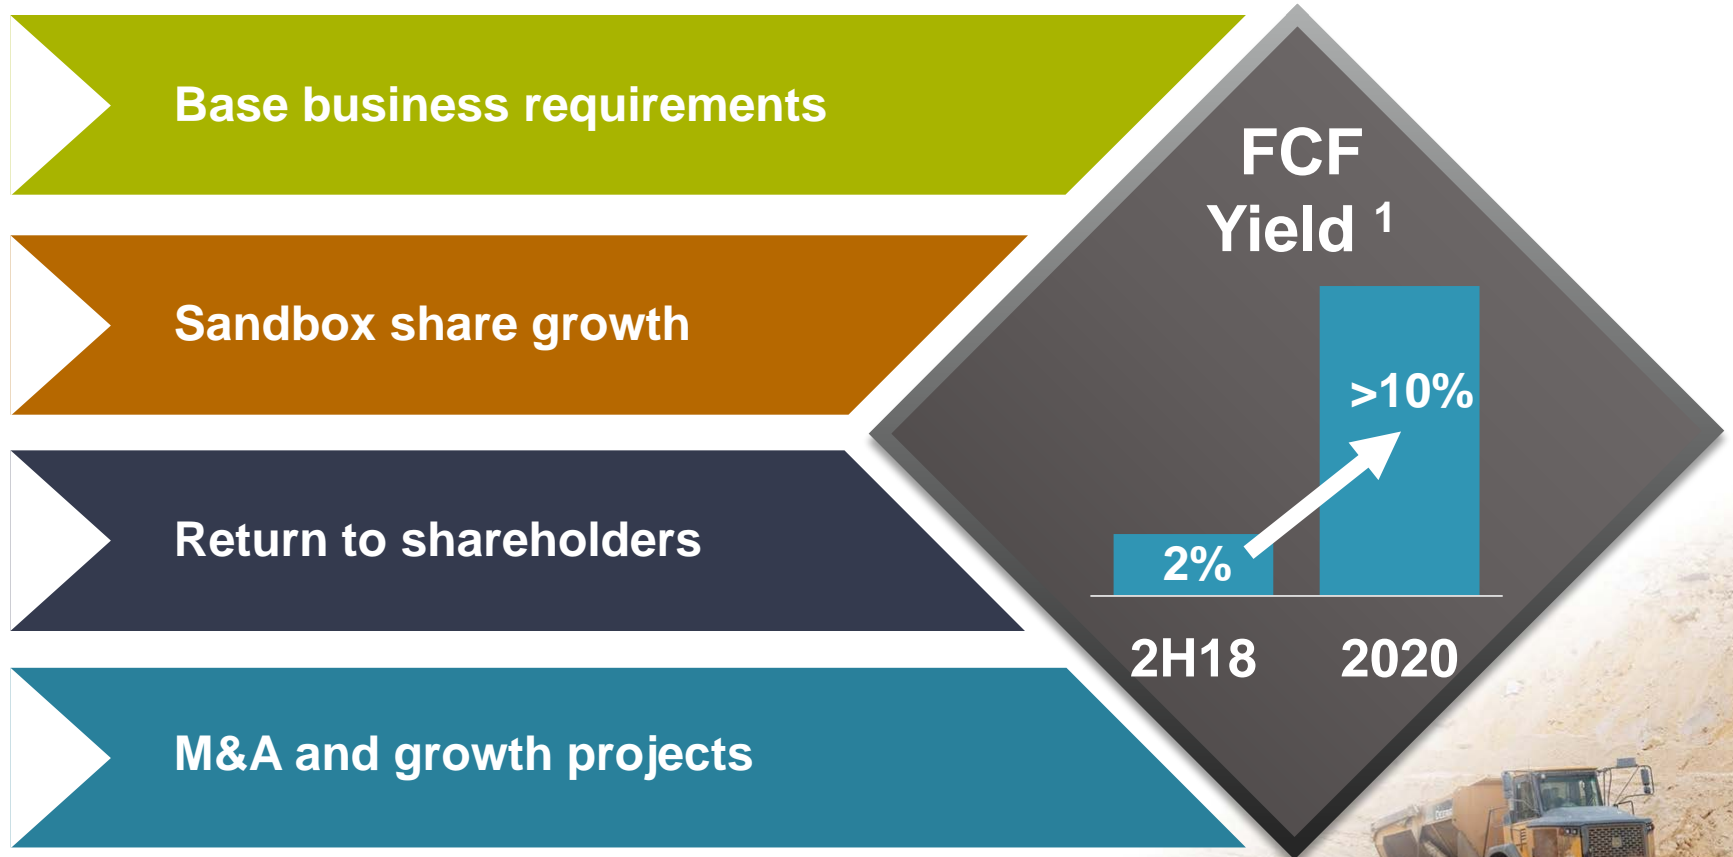 Base business requirements
Sandbox share growth
Return to shareholders
M&A and growth projects
FCF
Yield 1
>10%
2%
2H18 2020